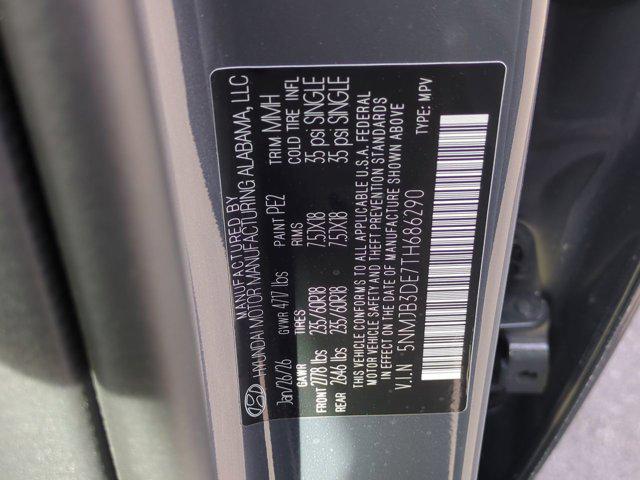 MANUFACTURED BY
HYUNDAI MOTOR MANUFACTURING ALABAMA, LLC
Jan/26/26 GVWR 4717 lbs PAINT PE2 TRIM MMH
GAWR TIRES RIMS COLD TIRE INFL
FRONT 2778 lbs 235/60R18 7.5JX18 35 psi SINGLE
REAR 2646 lbs 235/60R18 7.5JX18 35 psi SINGLE
THIS VEHICLE CONFORMS TO ALL APPLICABLE U.S.A. FEDERAL
MOTOR VEHICLE SAFETY AND THEFT PREVENTION STANDARDS
IN EFFECT ON THE DATE OF MANUFACTURE SHOWN ABOVE
V.I.N 5NMJB3DE7TH686290 TYPE: MPV